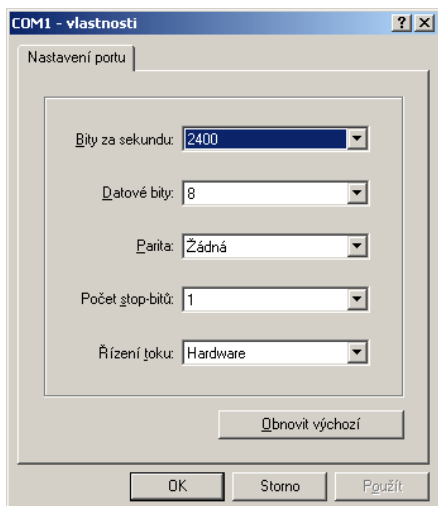 COM1 - vlastnosti
Nastavení portu
Bity za sekundu: 2400
Datové bity: 8
Parita: Žádná
Počet stop-bitů: 1
Řízení toku: Hardware
Obnovit výchozí
OK Storno Použít